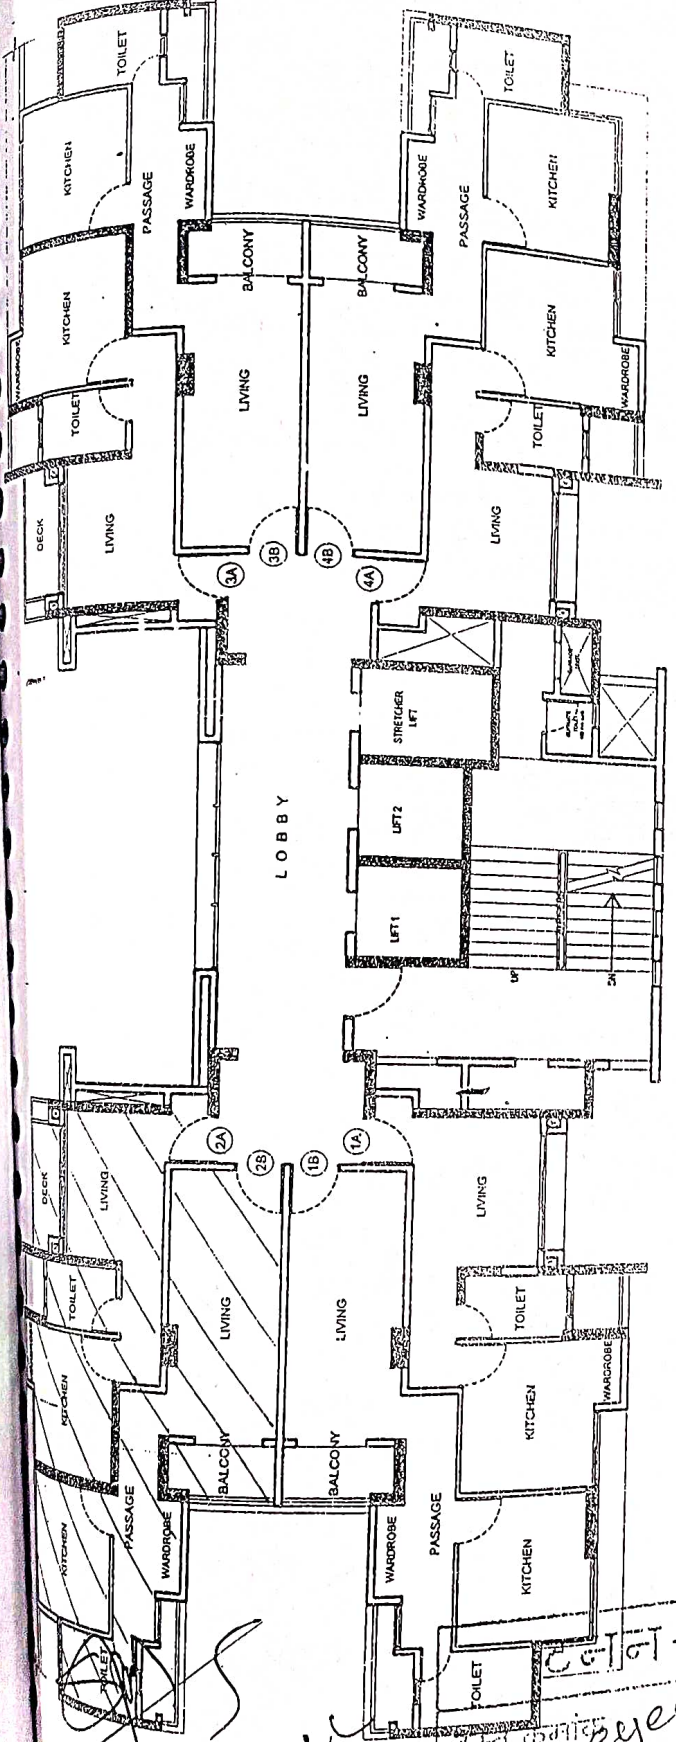 TOILET
TOILET
KITCHEN
PASSAGE
WARDROBE
WARDROBE
PASSAGE
KITCHEN
BALCONY
BALCONY
KITCHEN
KITCHEN
WARDROBE
WARDROBE
LIVING
LIVING
TOILET
TOILET
DECK
LIVING
LIVING
3B
4B
3A
4A
STRETCHER LIFT
LIFT 2
LOBBY
LIFT 1
UP
DN
2A
1A
2B
1B
DECK
LIVING
LIVING
TOILET
LIVING
LIVING
TOILET
KITCHEN
KITCHEN
WARDROBE
BALCONY
BALCONY
PASSAGE
PASSAGE
KITCHEN
WARDROBE
WARDROBE
KITCHEN
TOILET
TOILET